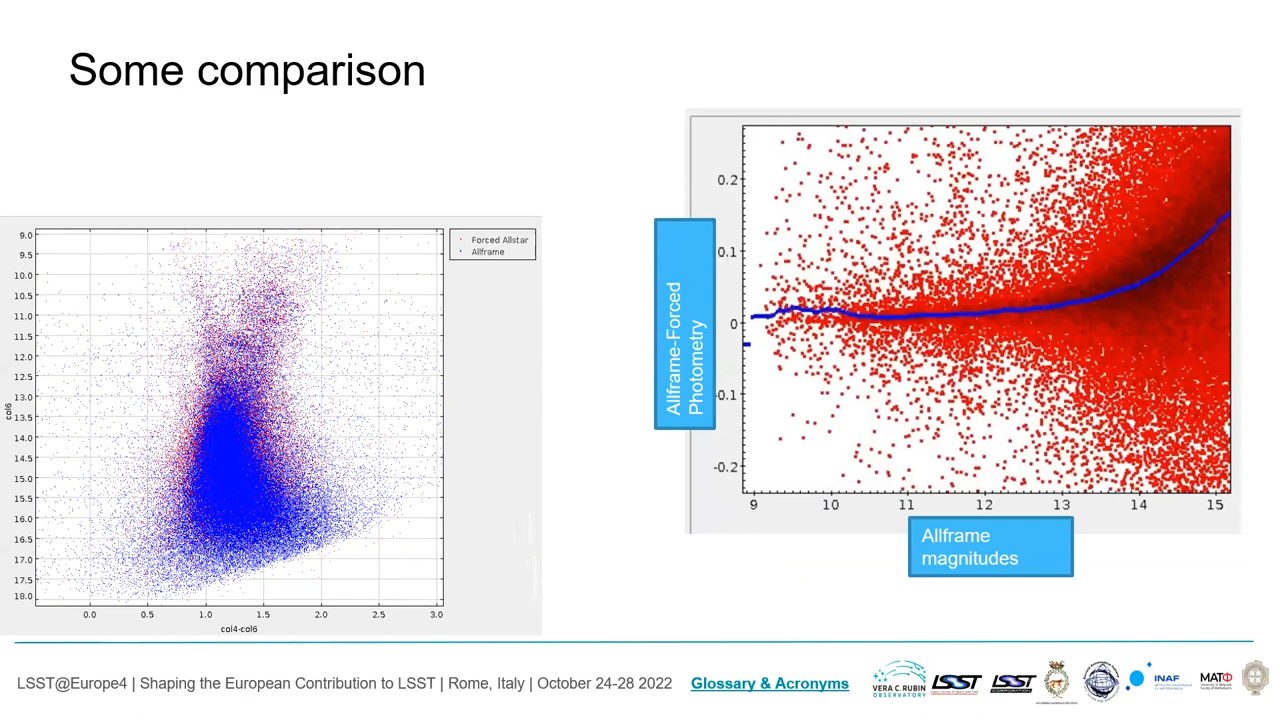 Some comparison
9.0
9.5
10.0
10.5
11.0
11.5
12.0
12.5
13.0
13.5
14.0
14.5
15.0
15.5
16.0
16.5
17.0
17.5
18.0
col6
0.0 0.5 1.0 1.5 2.0 2.5 3.0
col4-col6
Forced Allstar
Allframe
Allframe-Forced
Photometry
0.2
0.1
0
-0.1
-0.2
9 10 11 12 13 14 15
Allframe
magnitudes
LSST@Europe4 | Shaping the European Contribution to LSST | Rome, Italy | October 24-28 2022 Glossary & Acronyms
VERA C. RUBIN
OBSERVATORY
LSST
LSST
CORPORATION
INAF